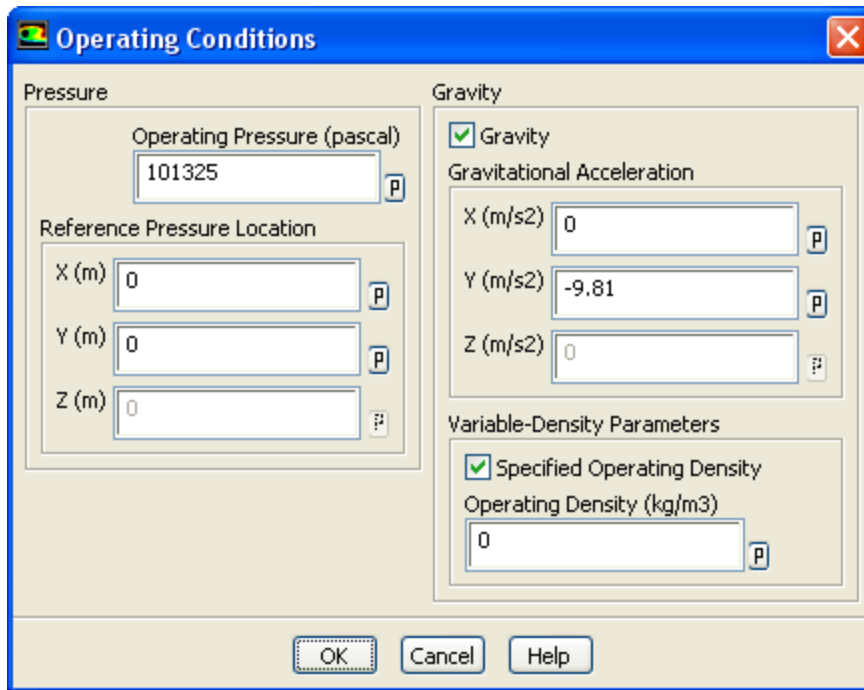 Operating Conditions
Pressure
Operating Pressure (pascal)
101325
P
Reference Pressure Location
X (m) 0 P
Y (m) 0 P
Z (m) 0 P
Gravity
Gravity
Gravitational Acceleration
X (m/s2) 0 P
Y (m/s2) -9.81 P
Z (m/s2) 0 P
Variable-Density Parameters
Specified Operating Density
Operating Density (kg/m3)
0 P
OK Cancel Help